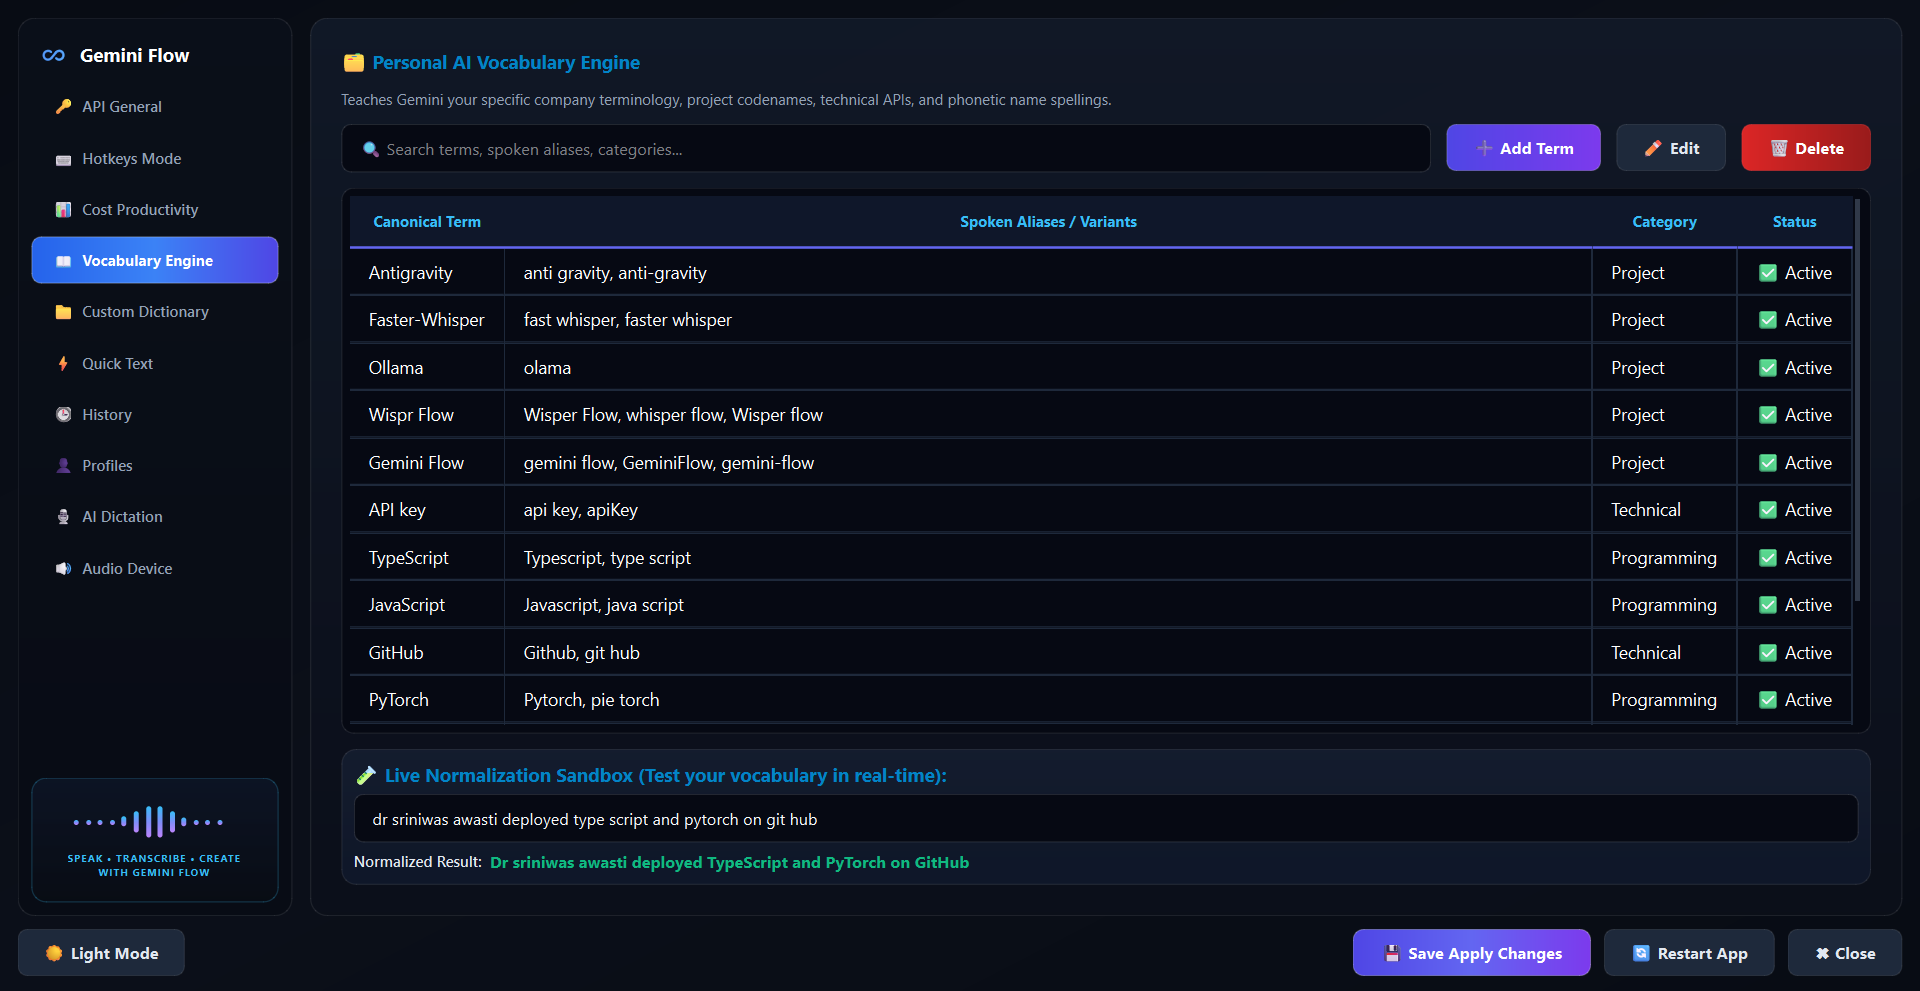 Gemini Flow
API General
Hotkeys Mode
Cost Productivity
Vocabulary Engine
Custom Dictionary
Quick Text
History
Profiles
AI Dictation
Audio Device
SPEAK • TRANSCRIBE • CREATE
WITH GEMINI FLOW
Light Mode
Personal AI Vocabulary Engine
Teaches Gemini your specific company terminology, project codenames, technical APIs, and phonetic name spellings.
Search terms, spoken aliases, categories...
Add Term
Edit
Delete
Canonical Term Spoken Aliases / Variants Category Status
Antigravity anti gravity, anti-gravity Project Active
Faster-Whisper fast whisper, faster whisper Project Active
Ollama olama Project Active
Wispr Flow Wisper Flow, whisper flow, Wisper flow Project Active
Gemini Flow gemini flow, GeminiFlow, gemini-flow Project Active
API key api key, apiKey Technical Active
TypeScript Typescript, type script Programming Active
JavaScript Javascript, java script Programming Active
GitHub Github, git hub Technical Active
PyTorch Pytorch, pie torch Programming Active
Live Normalization Sandbox (Test your vocabulary in real-time):
dr sriniwas awasti deployed type script and pytorch on git hub
Normalized Result: Dr sriniwas awasti deployed TypeScript and PyTorch on GitHub
Save Apply Changes
Restart App
✖ Close